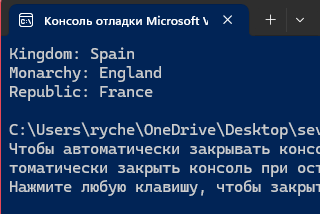 Консоль отладки Microsoft V
Kingdom: Spain
Monarchy: England
Republic: France
C:\Users\ryche\OneDrive\Desktop\sev
Чтобы автоматически закрывать консо
томатически закрыть консоль при ост
Нажмите любую клавишу, чтобы закрыт